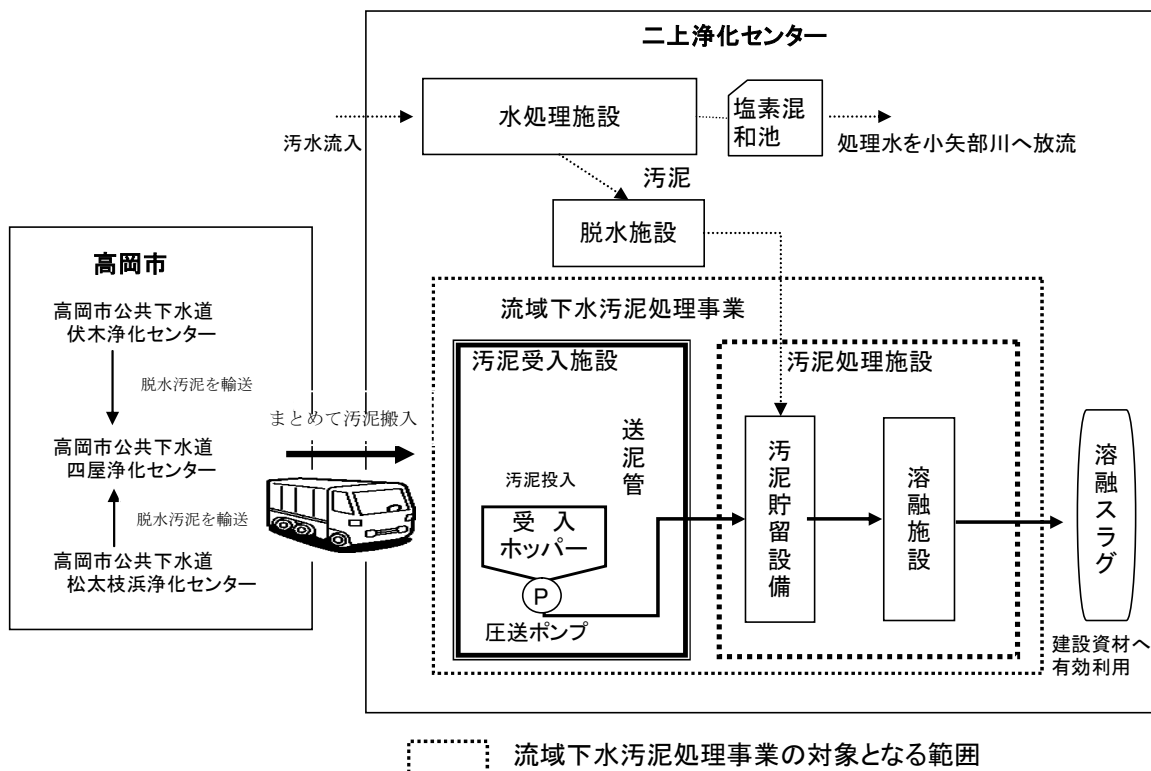 二上浄化センター
汚水流入
水処理施設
塩素混
和池
処理水を小矢部川へ放流
汚泥
脱水施設
高岡市
高岡市公共下水道
伏木浄化センター
脱水汚泥を輸送
高岡市公共下水道
四屋浄化センター
脱水汚泥を輸送
高岡市公共下水道
松太枝浜浄化センター
まとめて汚泥搬入
流域下水汚泥処理事業
汚泥受入施設
送泥管
汚泥投入
受 入
ホッパー
P
圧送ポンプ
汚泥処理施設
汚泥貯留設備
溶融施設
溶融スラグ
建設資材へ
有効利用
流域下水汚泥処理事業の対象となる範囲